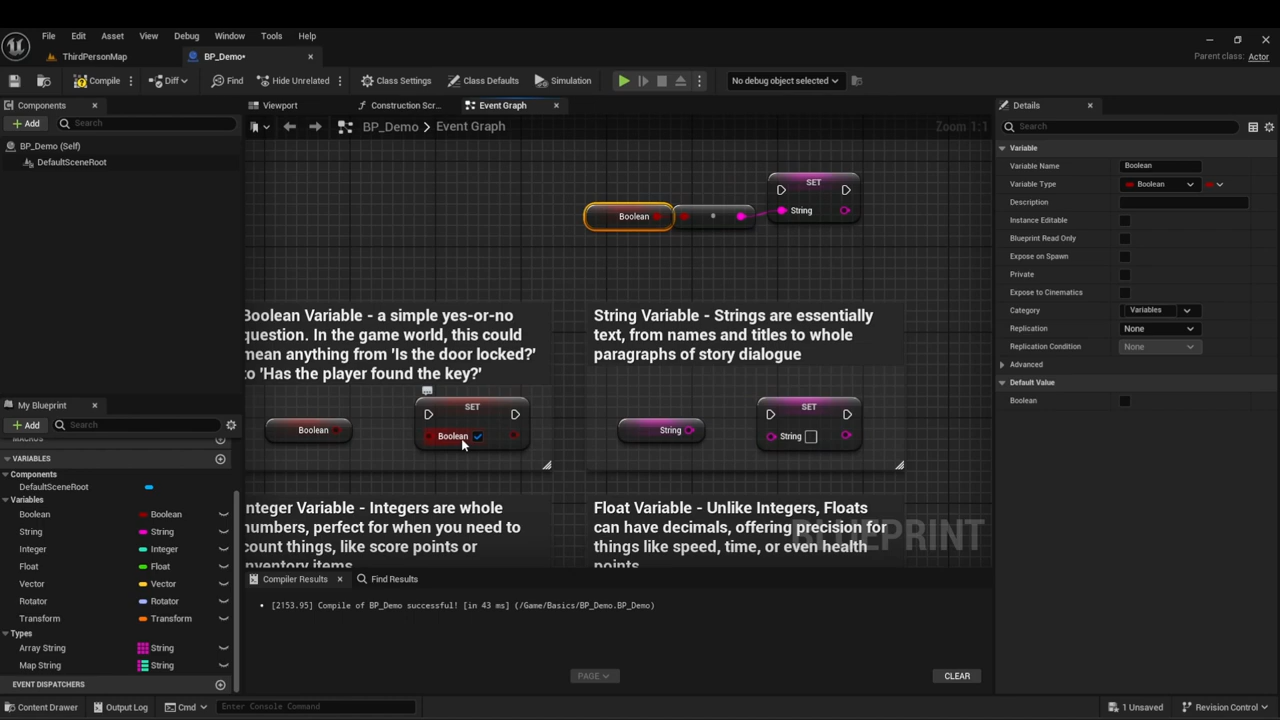 File Edit Asset View Debug Window Tools Help
ThirdPersonMap
BP_Demo•
Parent class: Actor
Compile
Diff
Find
Hide Unrelated
Class Settings
Class Defaults
Simulation
No debug object selected
Components
Add
Search
BP_Demo (Self)
DefaultSceneRoot
Viewport
Construction Scr...
Event Graph
BP_Demo > Event Graph
Zoom 1:1
Boolean
SET
String
Boolean Variable - a simple yes-or-no
question. In the game world, this could
mean anything from 'Is the door locked?'
to 'Has the player found the key?'
Boolean
SET
Boolean
String Variable - Strings are essentially
text, from names and titles to whole
paragraphs of story dialogue
String
SET
String
nteger Variable - Integers are whole
numbers, perfect for when you need to
count things, like score points or
inventory items
Float Variable - Unlike Integers, Floats
can have decimals, offering precision for
things like speed, time, or even health
points
BLUEPRINT
My Blueprint
Add
Search
MACROS
VARIABLES
Components
DefaultSceneRoot
Variables
Boolean Boolean
String String
Integer Integer
Float Float
Vector Vector
Rotator Rotator
Transform Transform
Types
Array String String
Map String String
EVENT DISPATCHERS
Compiler Results
Find Results
[2153.95] Compile of BP_Demo successful! [in 43 ms] (/Game/Basics/BP_Demo.BP_Demo)
PAGE
CLEAR
Details
Search
Variable
Variable Name Boolean
Variable Type Boolean
Description
Instance Editable
Blueprint Read Only
Expose on Spawn
Private
Expose to Cinematics
Category Variables
Replication None
Replication Condition None
Advanced
Default Value
Boolean
Content Drawer
Output Log
Cmd
Enter Console Command
1 Unsaved
Revision Control